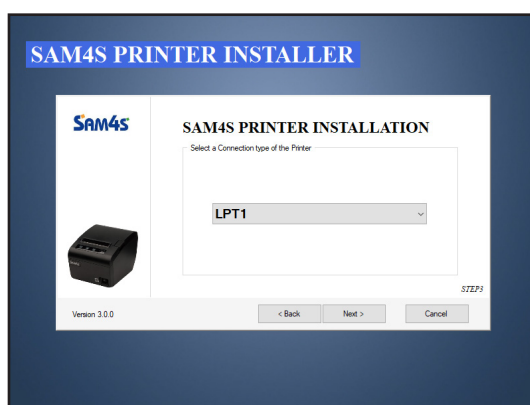 SAM4S PRINTER INSTALLER
SAM4S
SAM4S PRINTER INSTALLATION
Select a Connection type of the Printer
LPT1
STEP3
Version 3.0.0
< Back
Next >
Cancel